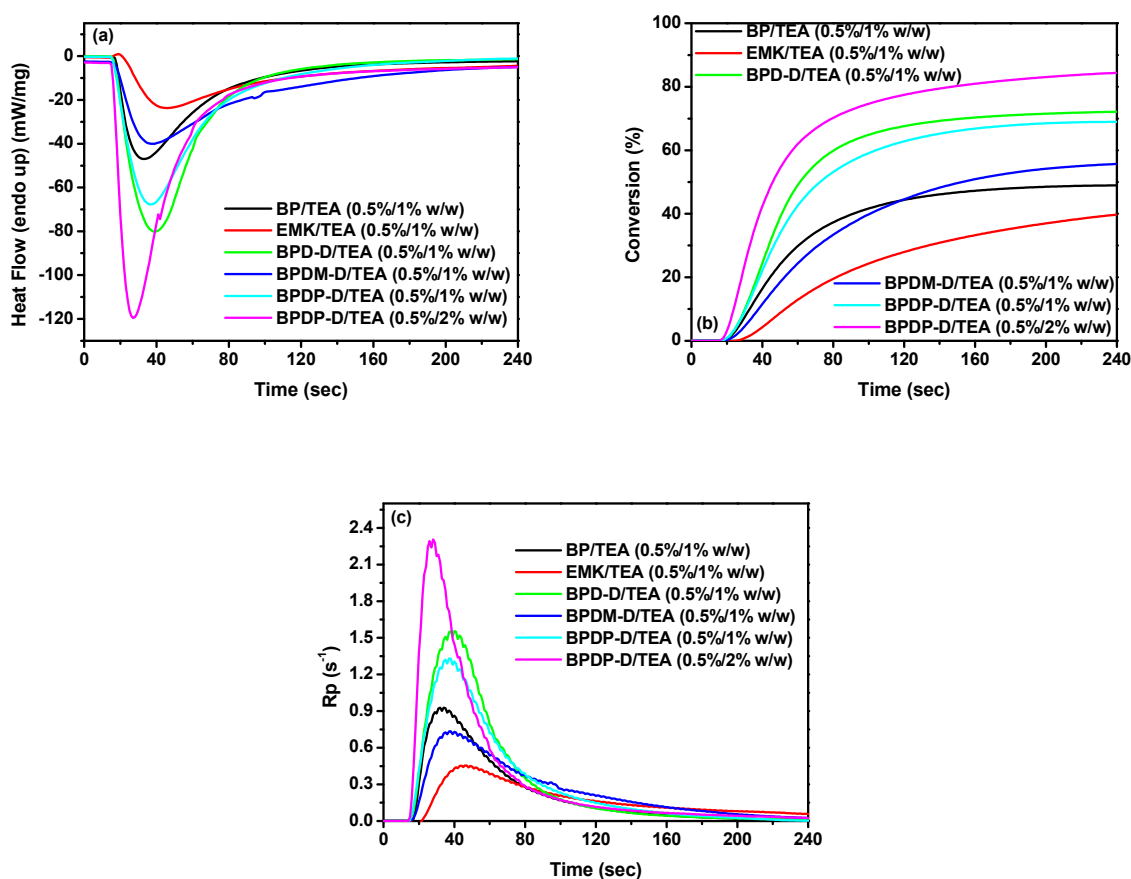 (a)
0
-20
-40
-60
-80
-100
-120
Heat Flow (endo up) (mW/mg)
BP/TEA (0.5%/1% w/w)
EMK/TEA (0.5%/1% w/w)
BPD-D/TEA (0.5%/1% w/w)
BPDM-D/TEA (0.5%/1% w/w)
BPDP-D/TEA (0.5%/1% w/w)
BPDP-D/TEA (0.5%/2% w/w)
0 40 80 120 160 200 240
Time (sec)
100
80
60
40
20
0
Conversion (%)
BP/TEA (0.5%/1% w/w)
EMK/TEA (0.5%/1% w/w)
BPD-D/TEA (0.5%/1% w/w)
BPDM-D/TEA (0.5%/1% w/w)
BPDP-D/TEA (0.5%/1% w/w)
BPDP-D/TEA (0.5%/2% w/w)
(b)
0 40 80 120 160 200 240
Time (sec)
(c)
2.4
2.1
1.8
1.5
1.2
0.9
0.6
0.3
0.0
Rp (s⁻¹)
BP/TEA (0.5%/1% w/w)
EMK/TEA (0.5%/1% w/w)
BPD-D/TEA (0.5%/1% w/w)
BPDM-D/TEA (0.5%/1% w/w)
BPDP-D/TEA (0.5%/1% w/w)
BPDP-D/TEA (0.5%/2% w/w)
0 40 80 120 160 200 240
Time (sec)